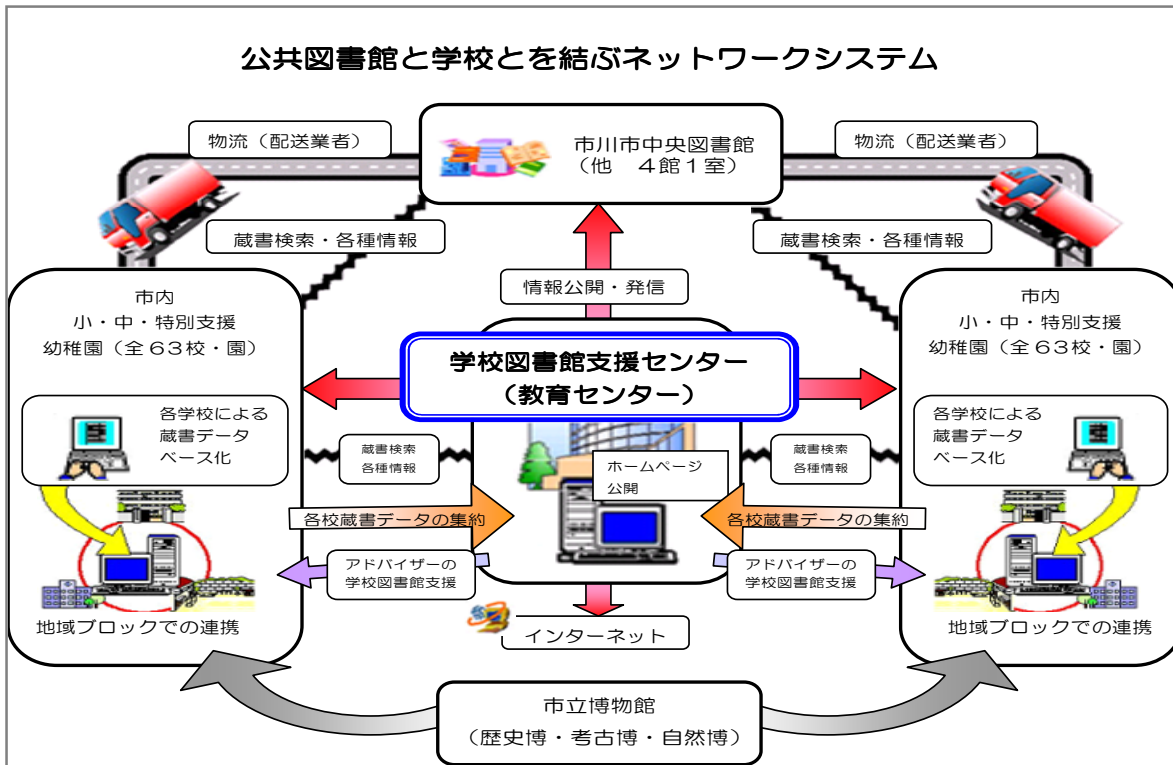 公共図書館と学校とを結ぶネットワークシステム
物流（配送業者）
市川市中央図書館
（他　４館１室）
物流（配送業者）
蔵書検索・各種情報
蔵書検索・各種情報
情報公開・発信
市内
小・中・特別支援
幼稚園（全６３校・園）
学校図書館支援センター
（教育センター）
市内
小・中・特別支援
幼稚園（全６３校・園）
各学校による
蔵書データ
ベース化
蔵書検索
各種情報
ホームページ
公開
蔵書検索
各種情報
各学校による
蔵書データ
ベース化
各校蔵書データの集約
各校蔵書データの集約
アドバイザーの
学校図書館支援
アドバイザーの
学校図書館支援
地域ブロックでの連携
インターネット
地域ブロックでの連携
市立博物館
（歴史博・考古博・自然博）